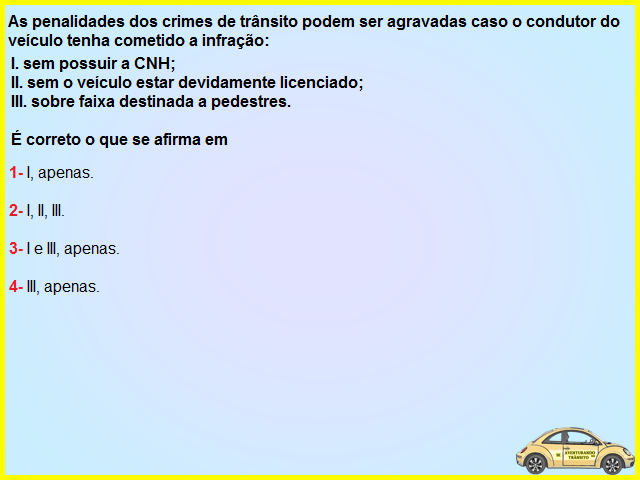 As penalidades dos crimes de trânsito podem ser agravadas caso o condutor do
veículo tenha cometido a infração:
I. sem possuir a CNH;
II. sem o veículo estar devidamente licenciado;
III. sobre faixa destinada a pedestres.
É correto o que se afirma em
1- I, apenas.
2- I, II, III.
3- I e III, apenas.
4- III, apenas.
AVENTURANDO
TRÂNSITO